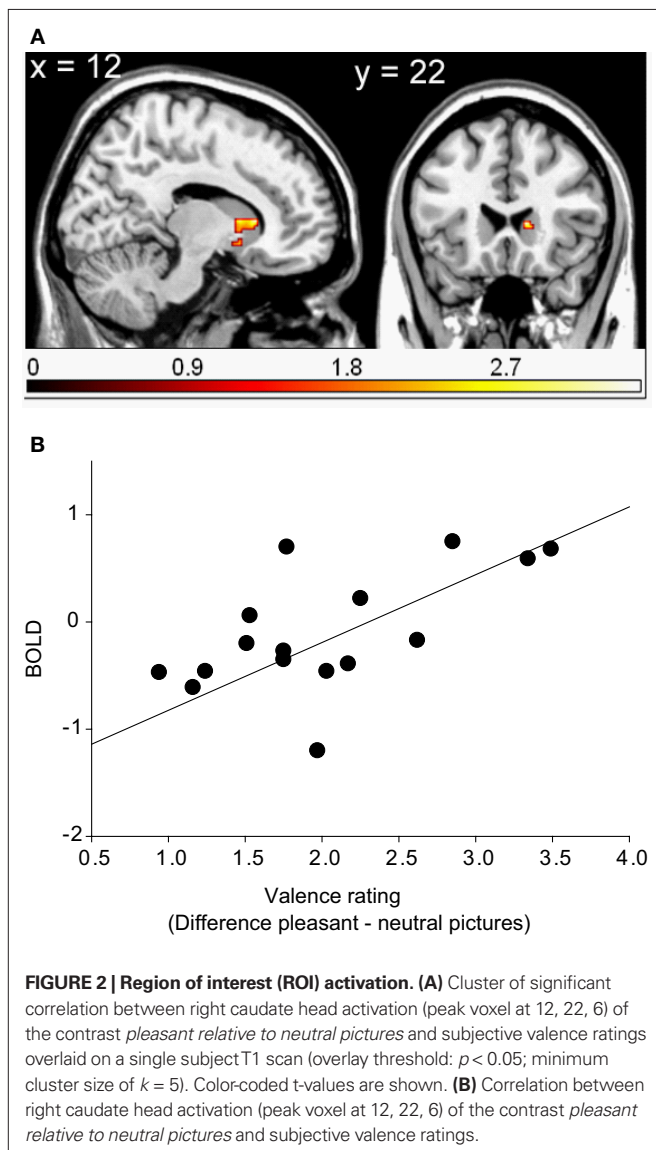 A
x = 12 y = 22
0 0.9 1.8 2.7
B
1
0
-1
-2
BOLD
0.5 1.0 1.5 2.0 2.5 3.0 3.5 4.0
Valence rating
(Difference pleasant - neutral pictures)
FIGURE 2 | Region of interest (ROI) activation. (A) Cluster of significant
correlation between right caudate head activation (peak voxel at 12, 22, 6) of
the contrast pleasant relative to neutral pictures and subjective valence ratings
overlaid on a single subject T1 scan (overlay threshold: p < 0.05; minimum
cluster size of k = 5). Color-coded t-values are shown. (B) Correlation between
right caudate head activation (peak voxel at 12, 22, 6) of the contrast pleasant
relative to neutral pictures and subjective valence ratings.